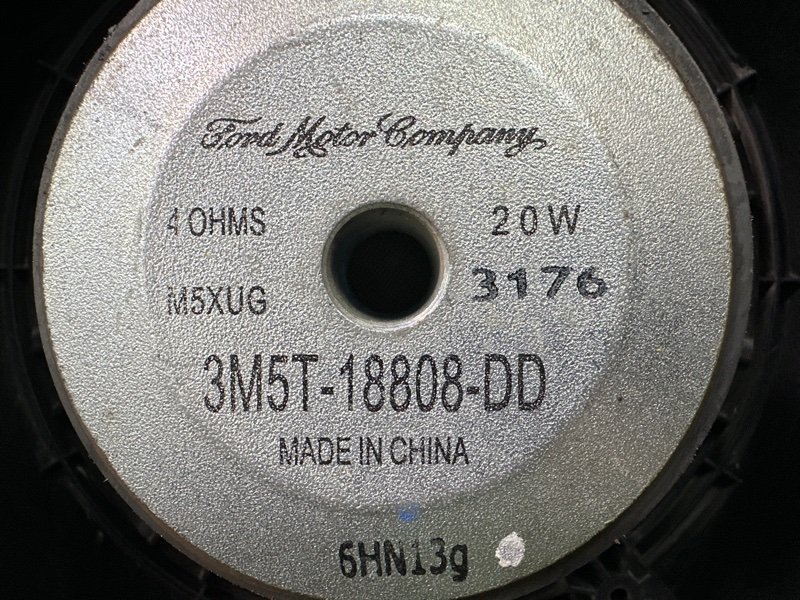 Ford Motor Company
4 OHMS 20W
M5XUG 3176
3M5T-18808-DD
MADE IN CHINA
6HN13g